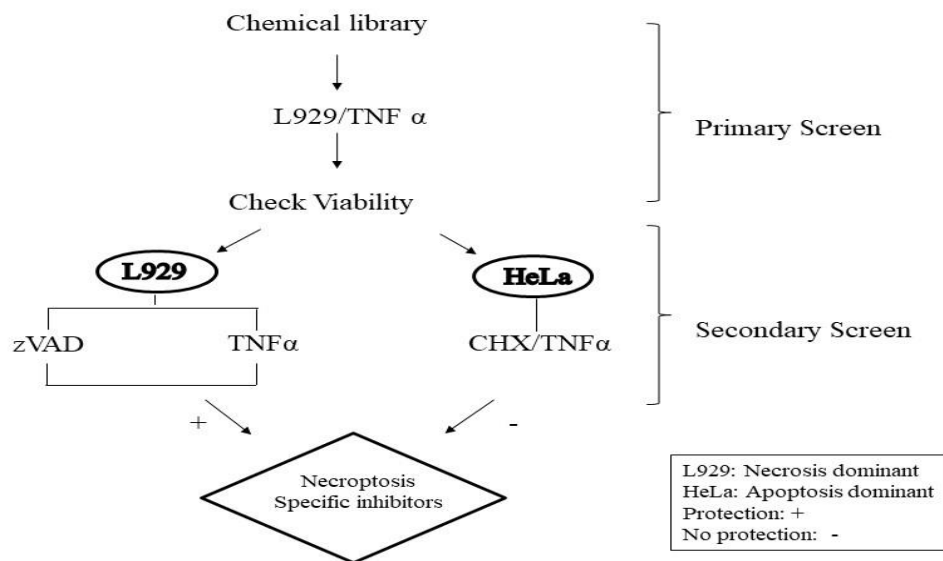 Chemical library
L929/TNF α
Primary Screen
Check Viability
L929
HeLa
zVAD
TNFα
CHX/TNFα
Secondary Screen
+
-
Necroptosis
Specific inhibitors
L929: Necrosis dominant
HeLa: Apoptosis dominant
Protection: +
No protection: -